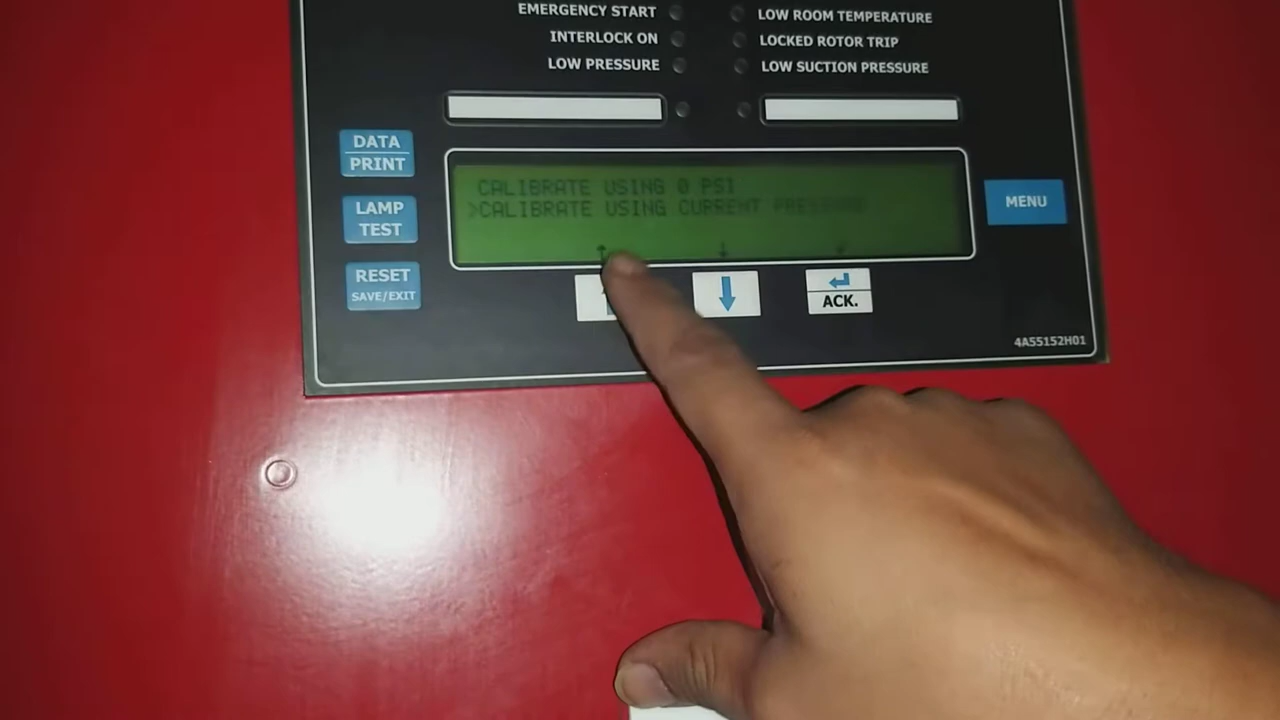 EMERGENCY START
LOW ROOM TEMPERATURE
INTERLOCK ON
LOCKED ROTOR TRIP
LOW PRESSURE
LOW SUCTION PRESSURE
DATA
PRINT
LAMP
TEST
RESET
SAVE/EXIT
CALIBRATE USING 0 PSI
>CALIBRATE USING CURRENT PRESSURE
MENU
ACK.
4A55152H01